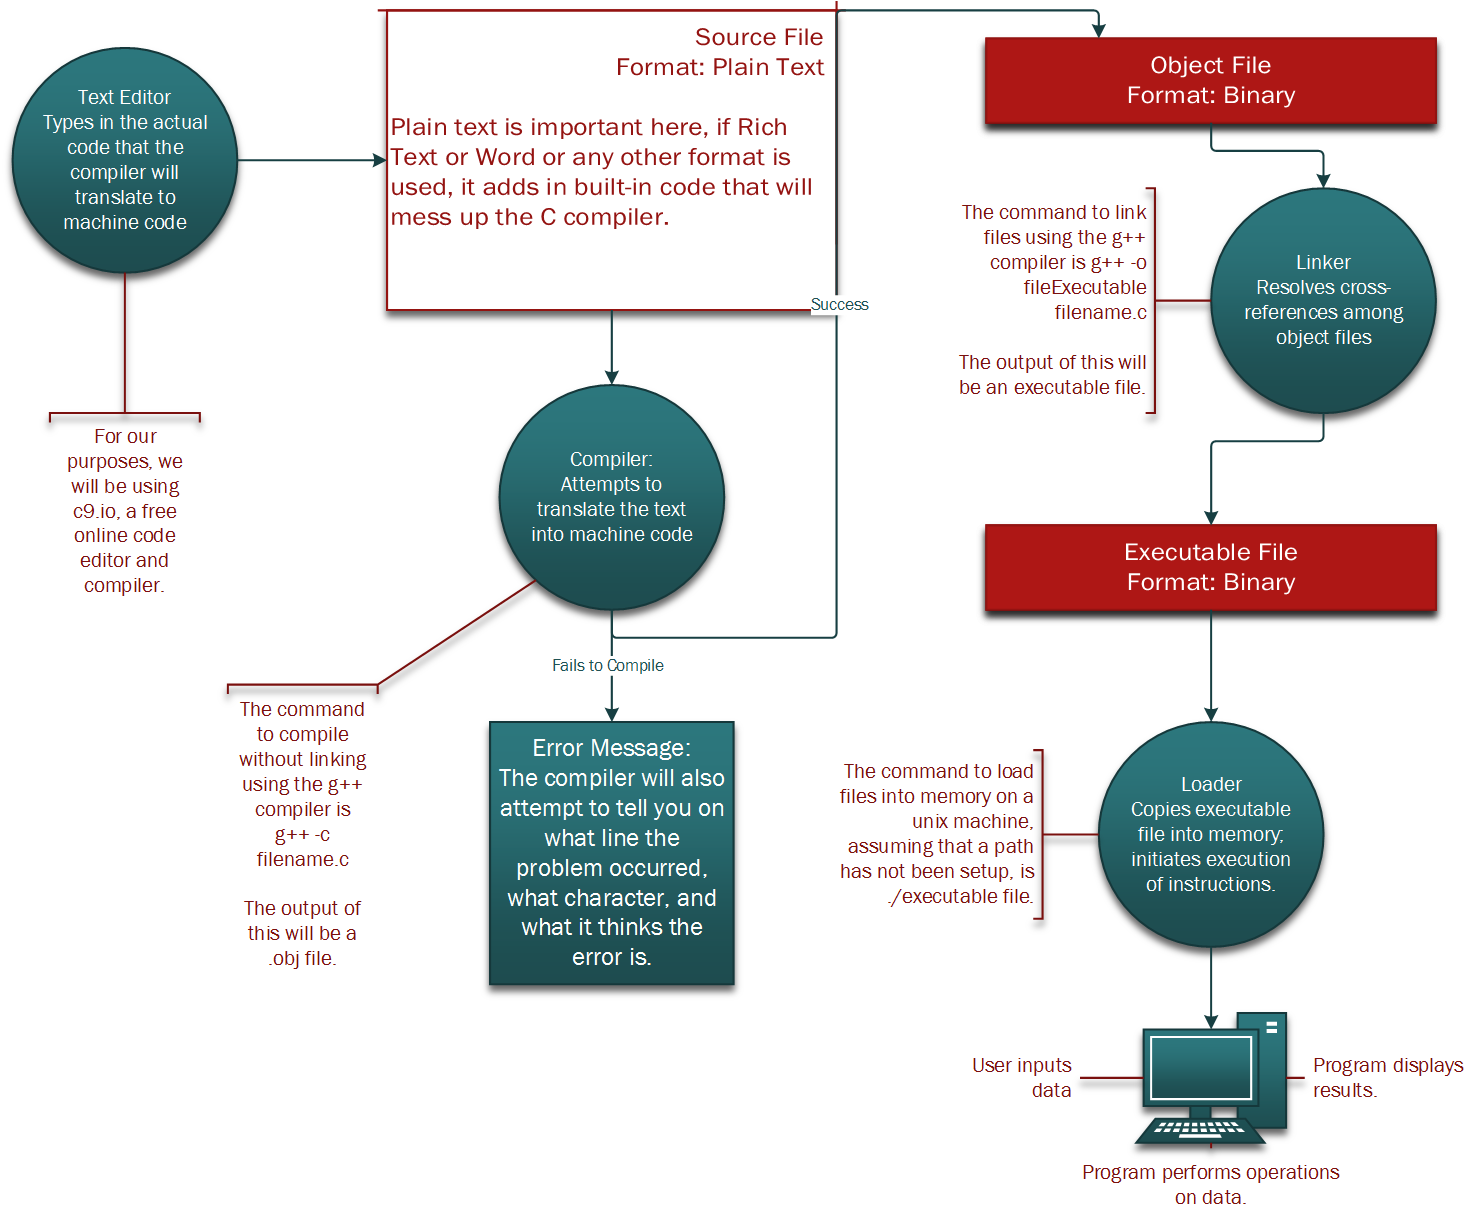 Text Editor
Types in the actual
code that the
compiler will
translate to
machine code
For our
purposes, we
will be using
c9.io, a free
online code
editor and
compiler.
Source File
Format: Plain Text
Plain text is important here, if Rich
Text or Word or any other format is
used, it adds in built-in code that will
mess up the C compiler.
Success
Compiler:
Attempts to
translate the text
into machine code
The command
to compile
without linking
using the g++
compiler is
g++ -c
filename.c
The output of
this will be a
.obj file.
Fails to Compile
Error Message:
The compiler will also
attempt to tell you on
what line the
problem occurred,
what character, and
what it thinks the
error is.
Object File
Format: Binary
The command to link
files using the g++
compiler is g++ -o
fileExecutable
filename.c
The output of this will
be an executable file.
Linker
Resolves cross-
references among
object files
Executable File
Format: Binary
The command to load
files into memory on a
unix machine,
assuming that a path
has not been setup, is
./executable file.
Loader
Copies executable
file into memory;
initiates execution
of instructions.
User inputs
data
Program displays
results.
Program performs operations
on data.